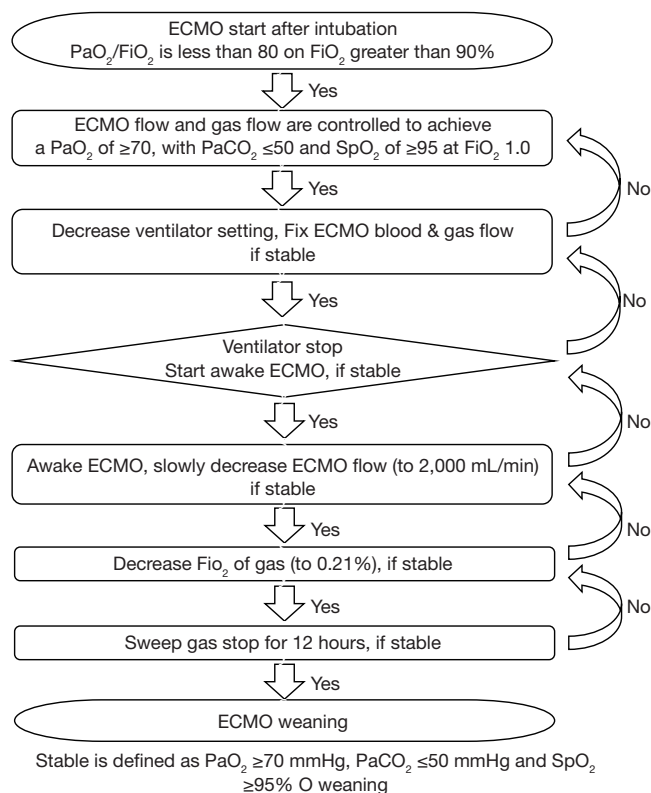 ECMO start after intubation
PaO₂/FiO₂ is less than 80 on FiO₂ greater than 90%
Yes
ECMO flow and gas flow are controlled to achieve
a PaO₂ of ≥70, with PaCO₂ ≤50 and SpO₂ of ≥95 at FiO₂ 1.0
No
Yes
Decrease ventilator setting, Fix ECMO blood & gas flow
if stable
No
Yes
Ventilator stop
Start awake ECMO, if stable
No
Yes
Awake ECMO, slowly decrease ECMO flow (to 2,000 mL/min)
if stable
No
Yes
Decrease Fio₂ of gas (to 0.21%), if stable
No
Yes
Sweep gas stop for 12 hours, if stable
Yes
ECMO weaning
Stable is defined as PaO₂ ≥70 mmHg, PaCO₂ ≤50 mmHg and SpO₂
≥95% O weaning